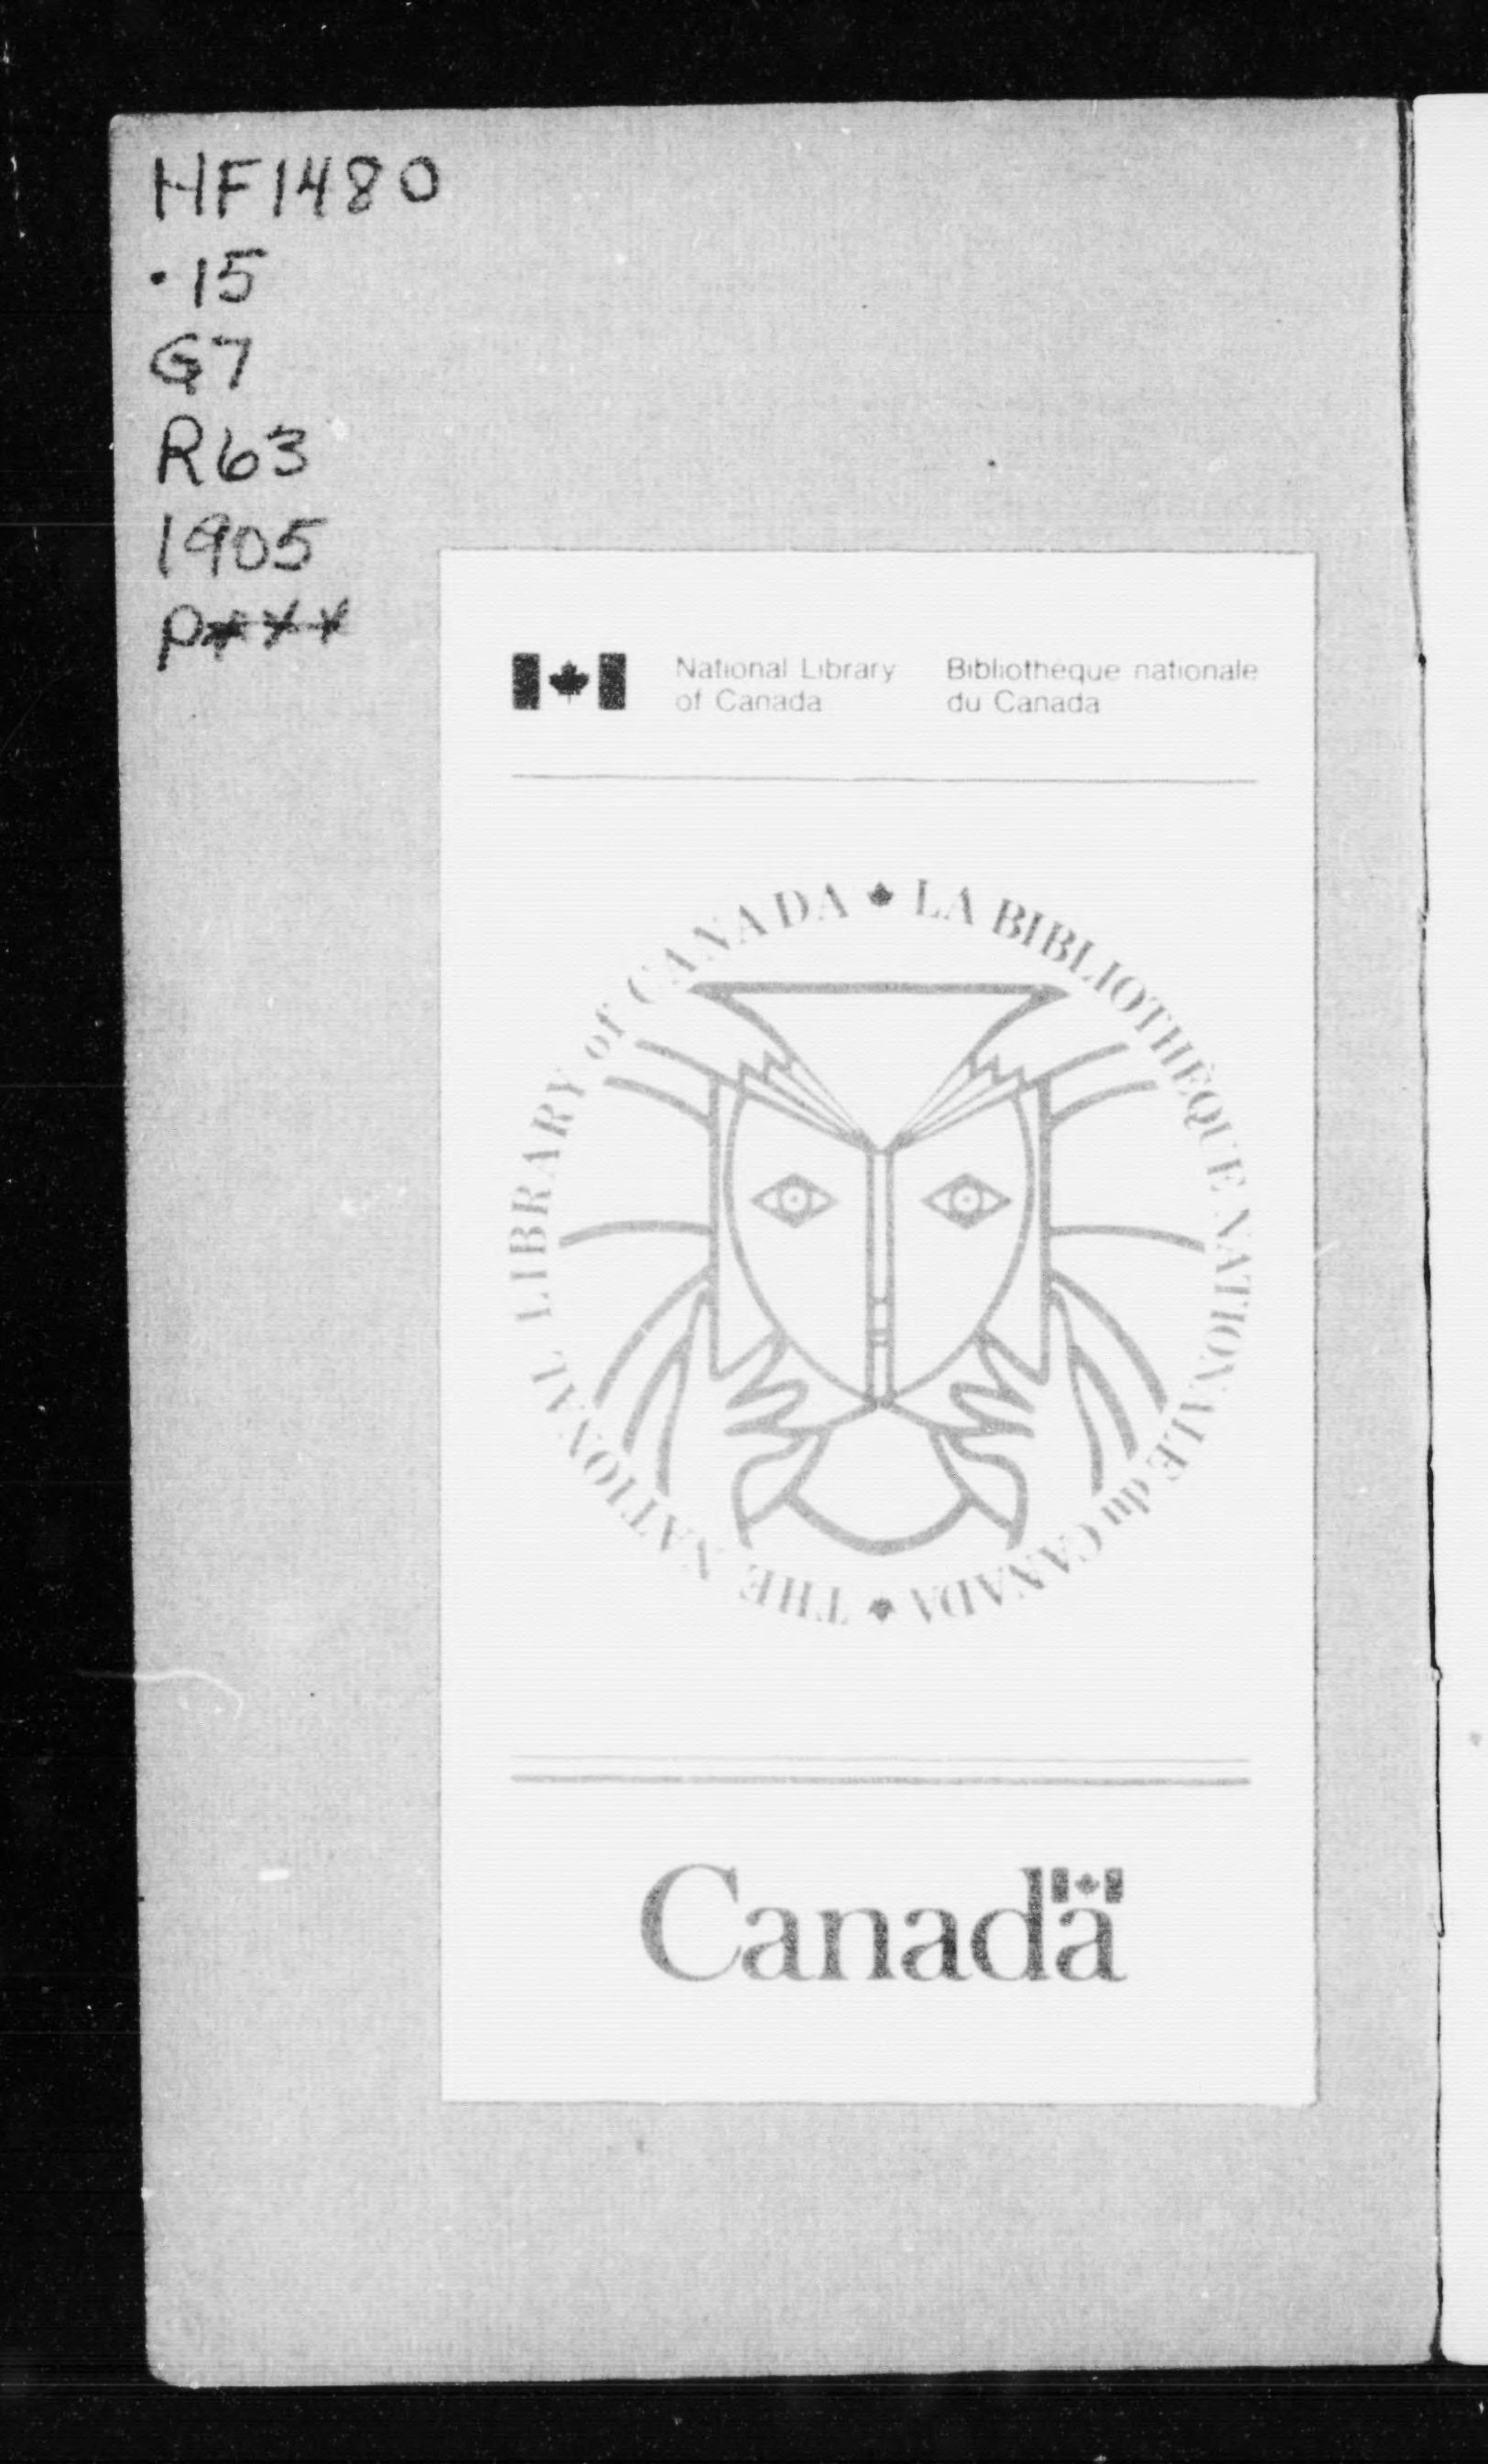 HF1480
.15
G7
R63
1905
p***
National Library
of Canada
Bibliothèque nationale
du Canada
THE NATIONAL LIBRARY of CANADA
LA BIBLIOTHÈQUE NATIONALE du CANADA
Canada